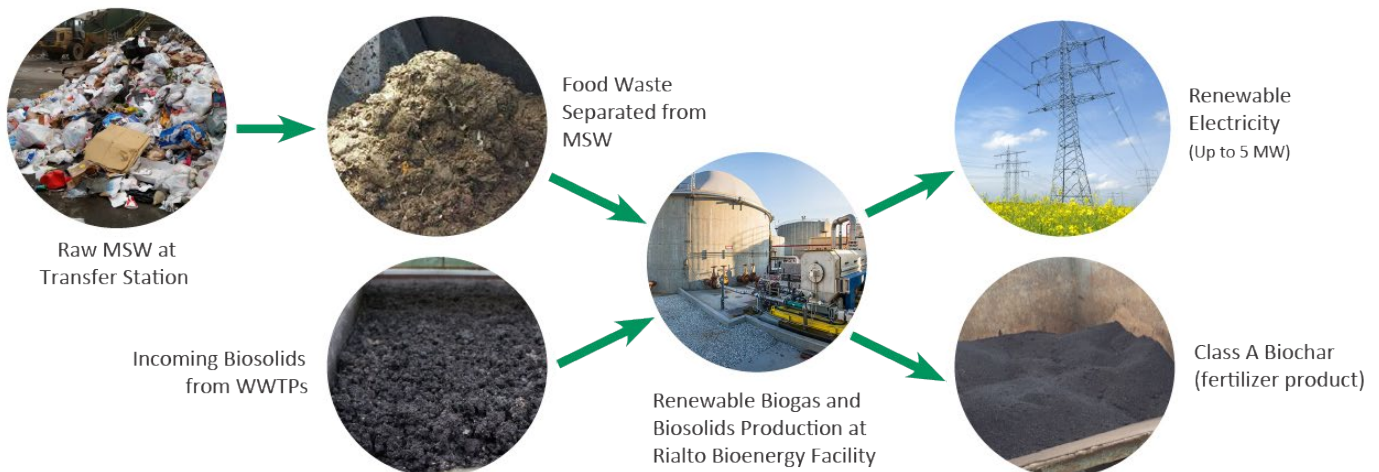 Raw MSW at
Transfer Station
Food Waste
Separated from
MSW
Incoming Biosolids
from WWTPs
Renewable Biogas and
Biosolids Production at
Rialto Bioenergy Facility
Renewable
Electricity
(Up to 5 MW)
Class A Biochar
(fertilizer product)